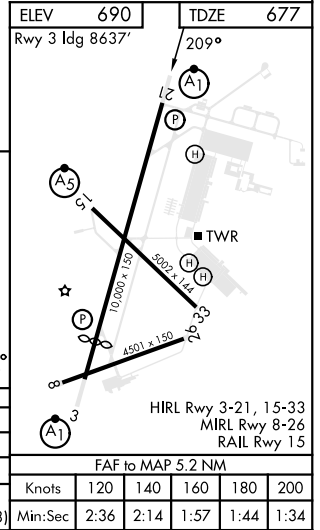 ELEV 690
TDZE 677
Rwy 3 ldg 8637'
209°
A1
21
P
H
A5
15
TWR
10,000 x 150
5002 x 144
H
H
P
26 33
4501 x 150
8
3
A1
HIRL Rwy 3-21, 15-33
MIRL Rwy 8-26
RAIL Rwy 15
FAF to MAP 5.2 NM
Knots 120 140 160 180 200
Min:Sec 2:36 2:14 1:57 1:44 1:34